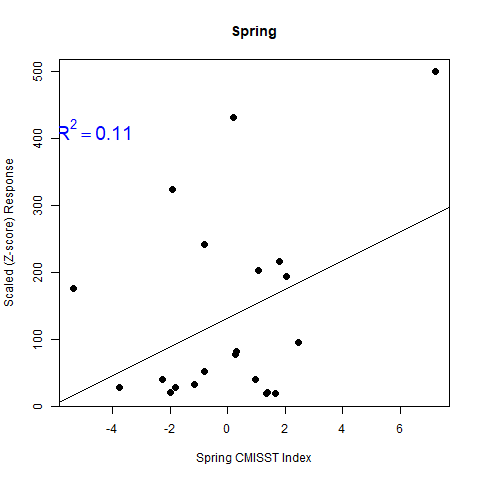 Spring
500
400
300
200
100
0
Scaled (Z-score) Response
R² = 0.11
-4 -2 0 2 4 6
Spring CMISST Index